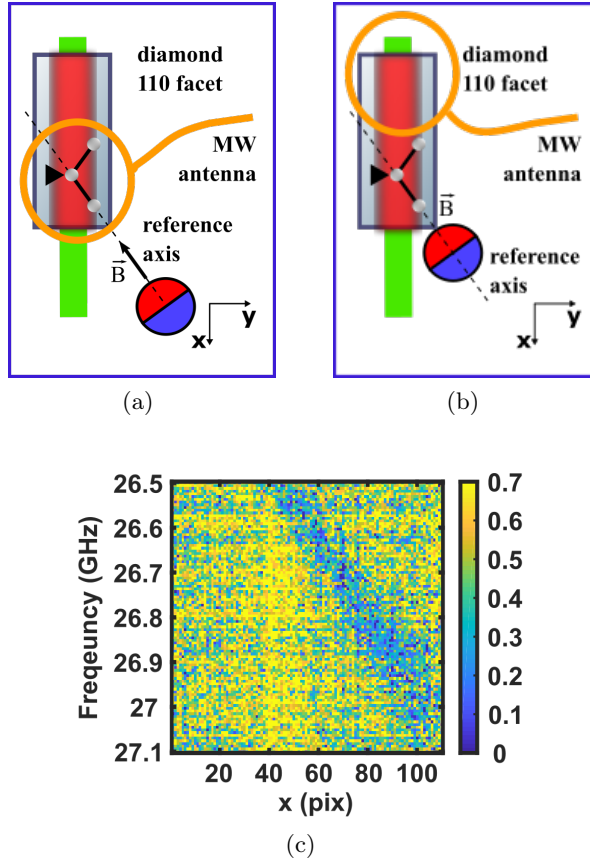 diamond
110 facet
MW
antenna
reference
axis
B
y
x
(a)
diamond
110 facet
MW
antenna
B
reference
axis
y
x
(b)
26.5
26.6
26.7
26.8
26.9
27
27.1
Freqeuncy (GHz)
20 40 60 80 100
x (pix)
0.7
0.6
0.5
0.4
0.3
0.2
0.1
0
(c)